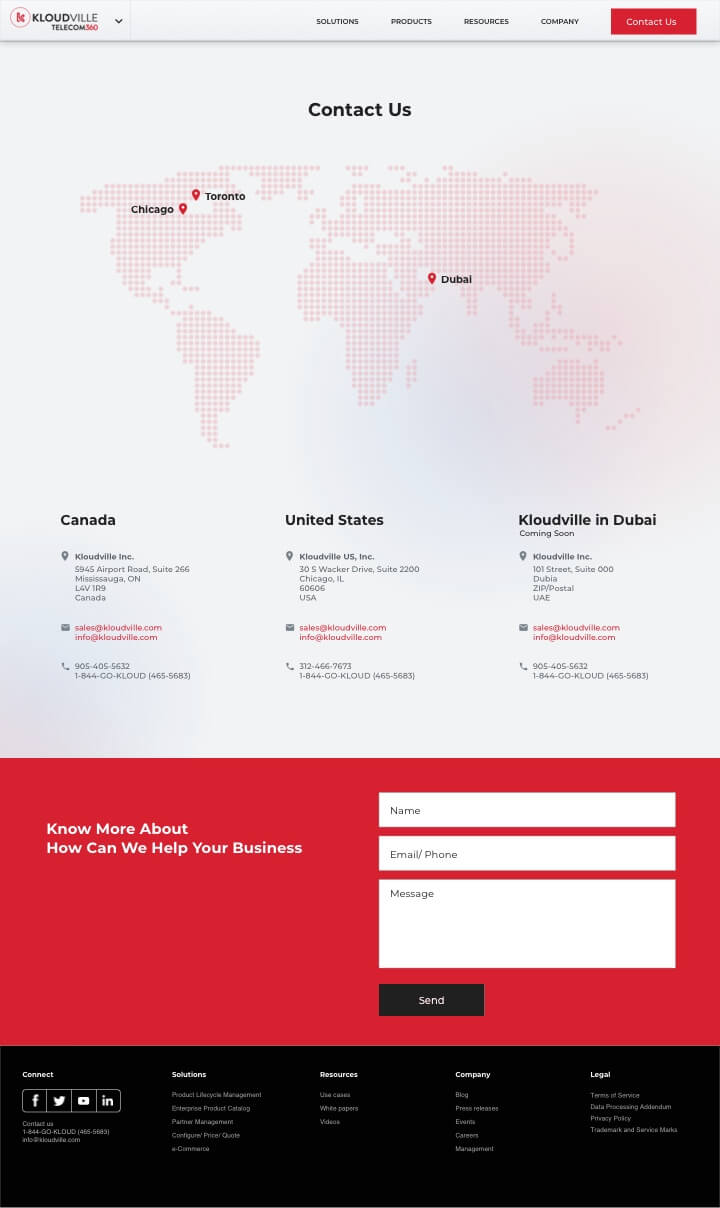 KLOUDVILLE
TELECOM360
SOLUTIONS
PRODUCTS
RESOURCES
COMPANY
Contact Us
Contact Us
Toronto
Chicago
Dubai
Canada
Kloudville Inc.
5945 Airport Road, Suite 266
Mississauga, ON
L4V 1R9
Canada
sales@kloudville.com
info@kloudville.com
905-405-5632
1-844-GO-KLOUD (465-5683)
United States
Kloudville US, Inc.
30 S Wacker Drive, Suite 2200
Chicago, IL
60606
USA
sales@kloudville.com
info@kloudville.com
312-466-7673
1-844-GO-KLOUD (465-5683)
Kloudville in Dubai
Coming Soon
Kloudville Inc.
101 Street, Suite 000
Dubia
ZIP/Postal
UAE
sales@kloudville.com
info@kloudville.com
905-405-5632
1-844-GO-KLOUD (465-5683)
Know More About
How Can We Help Your Business
Name
Email/ Phone
Message
Send
Connect
Contact us
1-844-GO-KLOUD (465-5683)
info@kloudville.com
Solutions
Product Lifecycle Management
Enterprise Product Catalog
Partner Management
Configure/ Price/ Quote
e-Commerce
Resources
Use cases
White papers
Videos
Company
Blog
Press releases
Events
Careers
Management
Legal
Terms of Service
Data Processing Addendum
Privacy Policy
Trademark and Service Marks